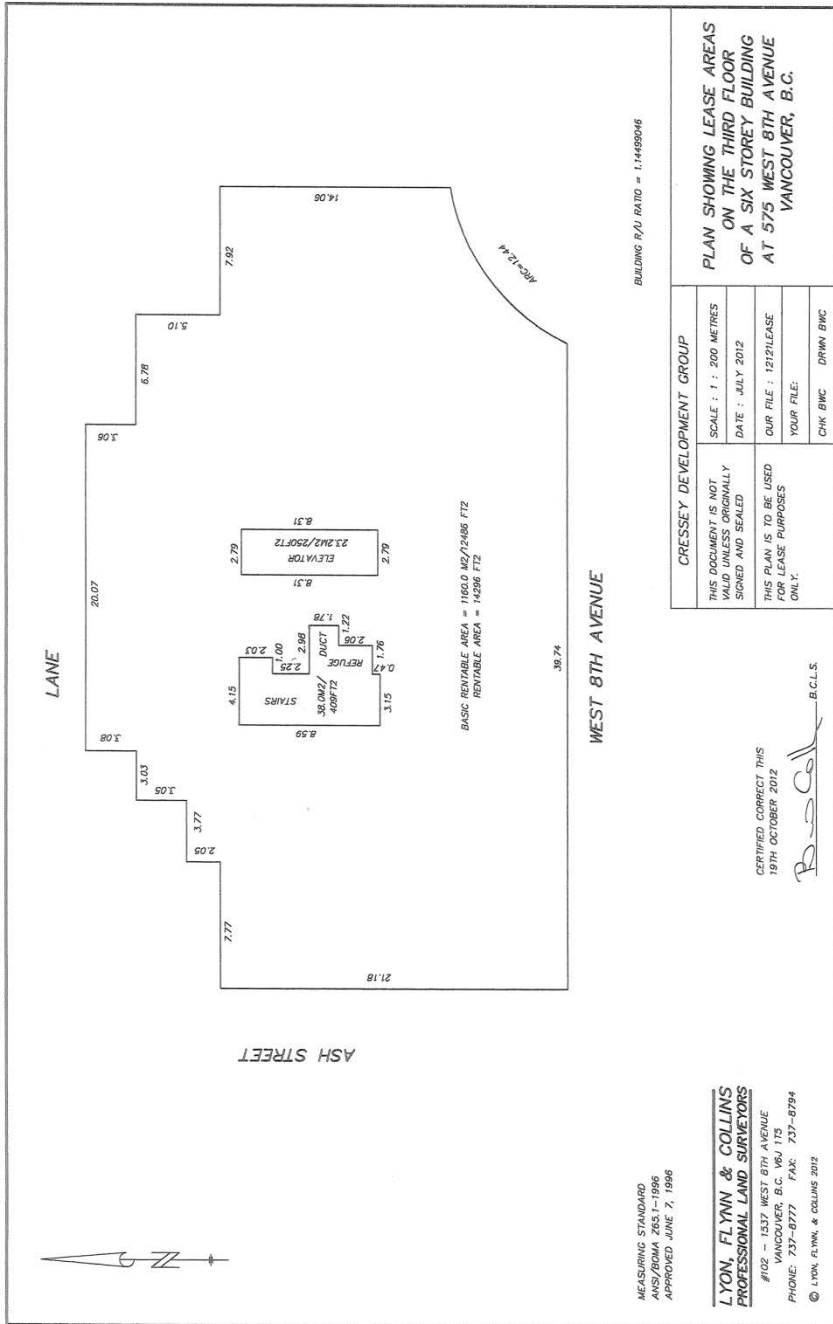 LANE
20.07
3.08
3.06
3.03
3.05
6.78
5.10
3.77
2.05
7.77
7.92
ASH STREET
21.18
14.06
ARC=12.44
4.15
2.03
1.00
2.25
2.98
1.78
1.22
2.06
1.76
0.47
3.15
8.59
STAIRS
38.0M2/
409FT2
DUCT
REFUGE
2.79
8.31
ELEVATOR
23.2M2/250FT2
8.31
2.79
BASIC RENTABLE AREA = 1160.0 M2/12486 FT2
RENTABLE AREA = 14296 FT2
39.74
WEST 8TH AVENUE
BUILDING R/U RATIO = 1.14499046
N
MEASURING STANDARD
ANSI/BOMA Z65.1-1996
APPROVED JUNE 7, 1996
LYON, FLYNN & COLLINS
PROFESSIONAL LAND SURVEYORS
#102 - 1537 WEST 8TH AVENUE
VANCOUVER, B.C. V6J 1T5
PHONE: 737-8777 FAX: 737-8794
© LYON, FLYNN, & COLLINS 2012
CERTIFIED CORRECT THIS
19TH OCTOBER 2012
B.C.L.S.
CRESSEY DEVELOPMENT GROUP
THIS DOCUMENT IS NOT
VALID UNLESS ORIGINALLY
SIGNED AND SEALED
THIS PLAN IS TO BE USED
FOR LEASE PURPOSES
ONLY.
SCALE : 1 : 200 METRES
DATE : JULY 2012
OUR FILE : 12121LEASE
YOUR FILE:
CHK BWC DRWN BWC
PLAN SHOWING LEASE AREAS
ON THE THIRD FLOOR
OF A SIX STOREY BUILDING
AT 575 WEST 8TH AVENUE
VANCOUVER, B.C.